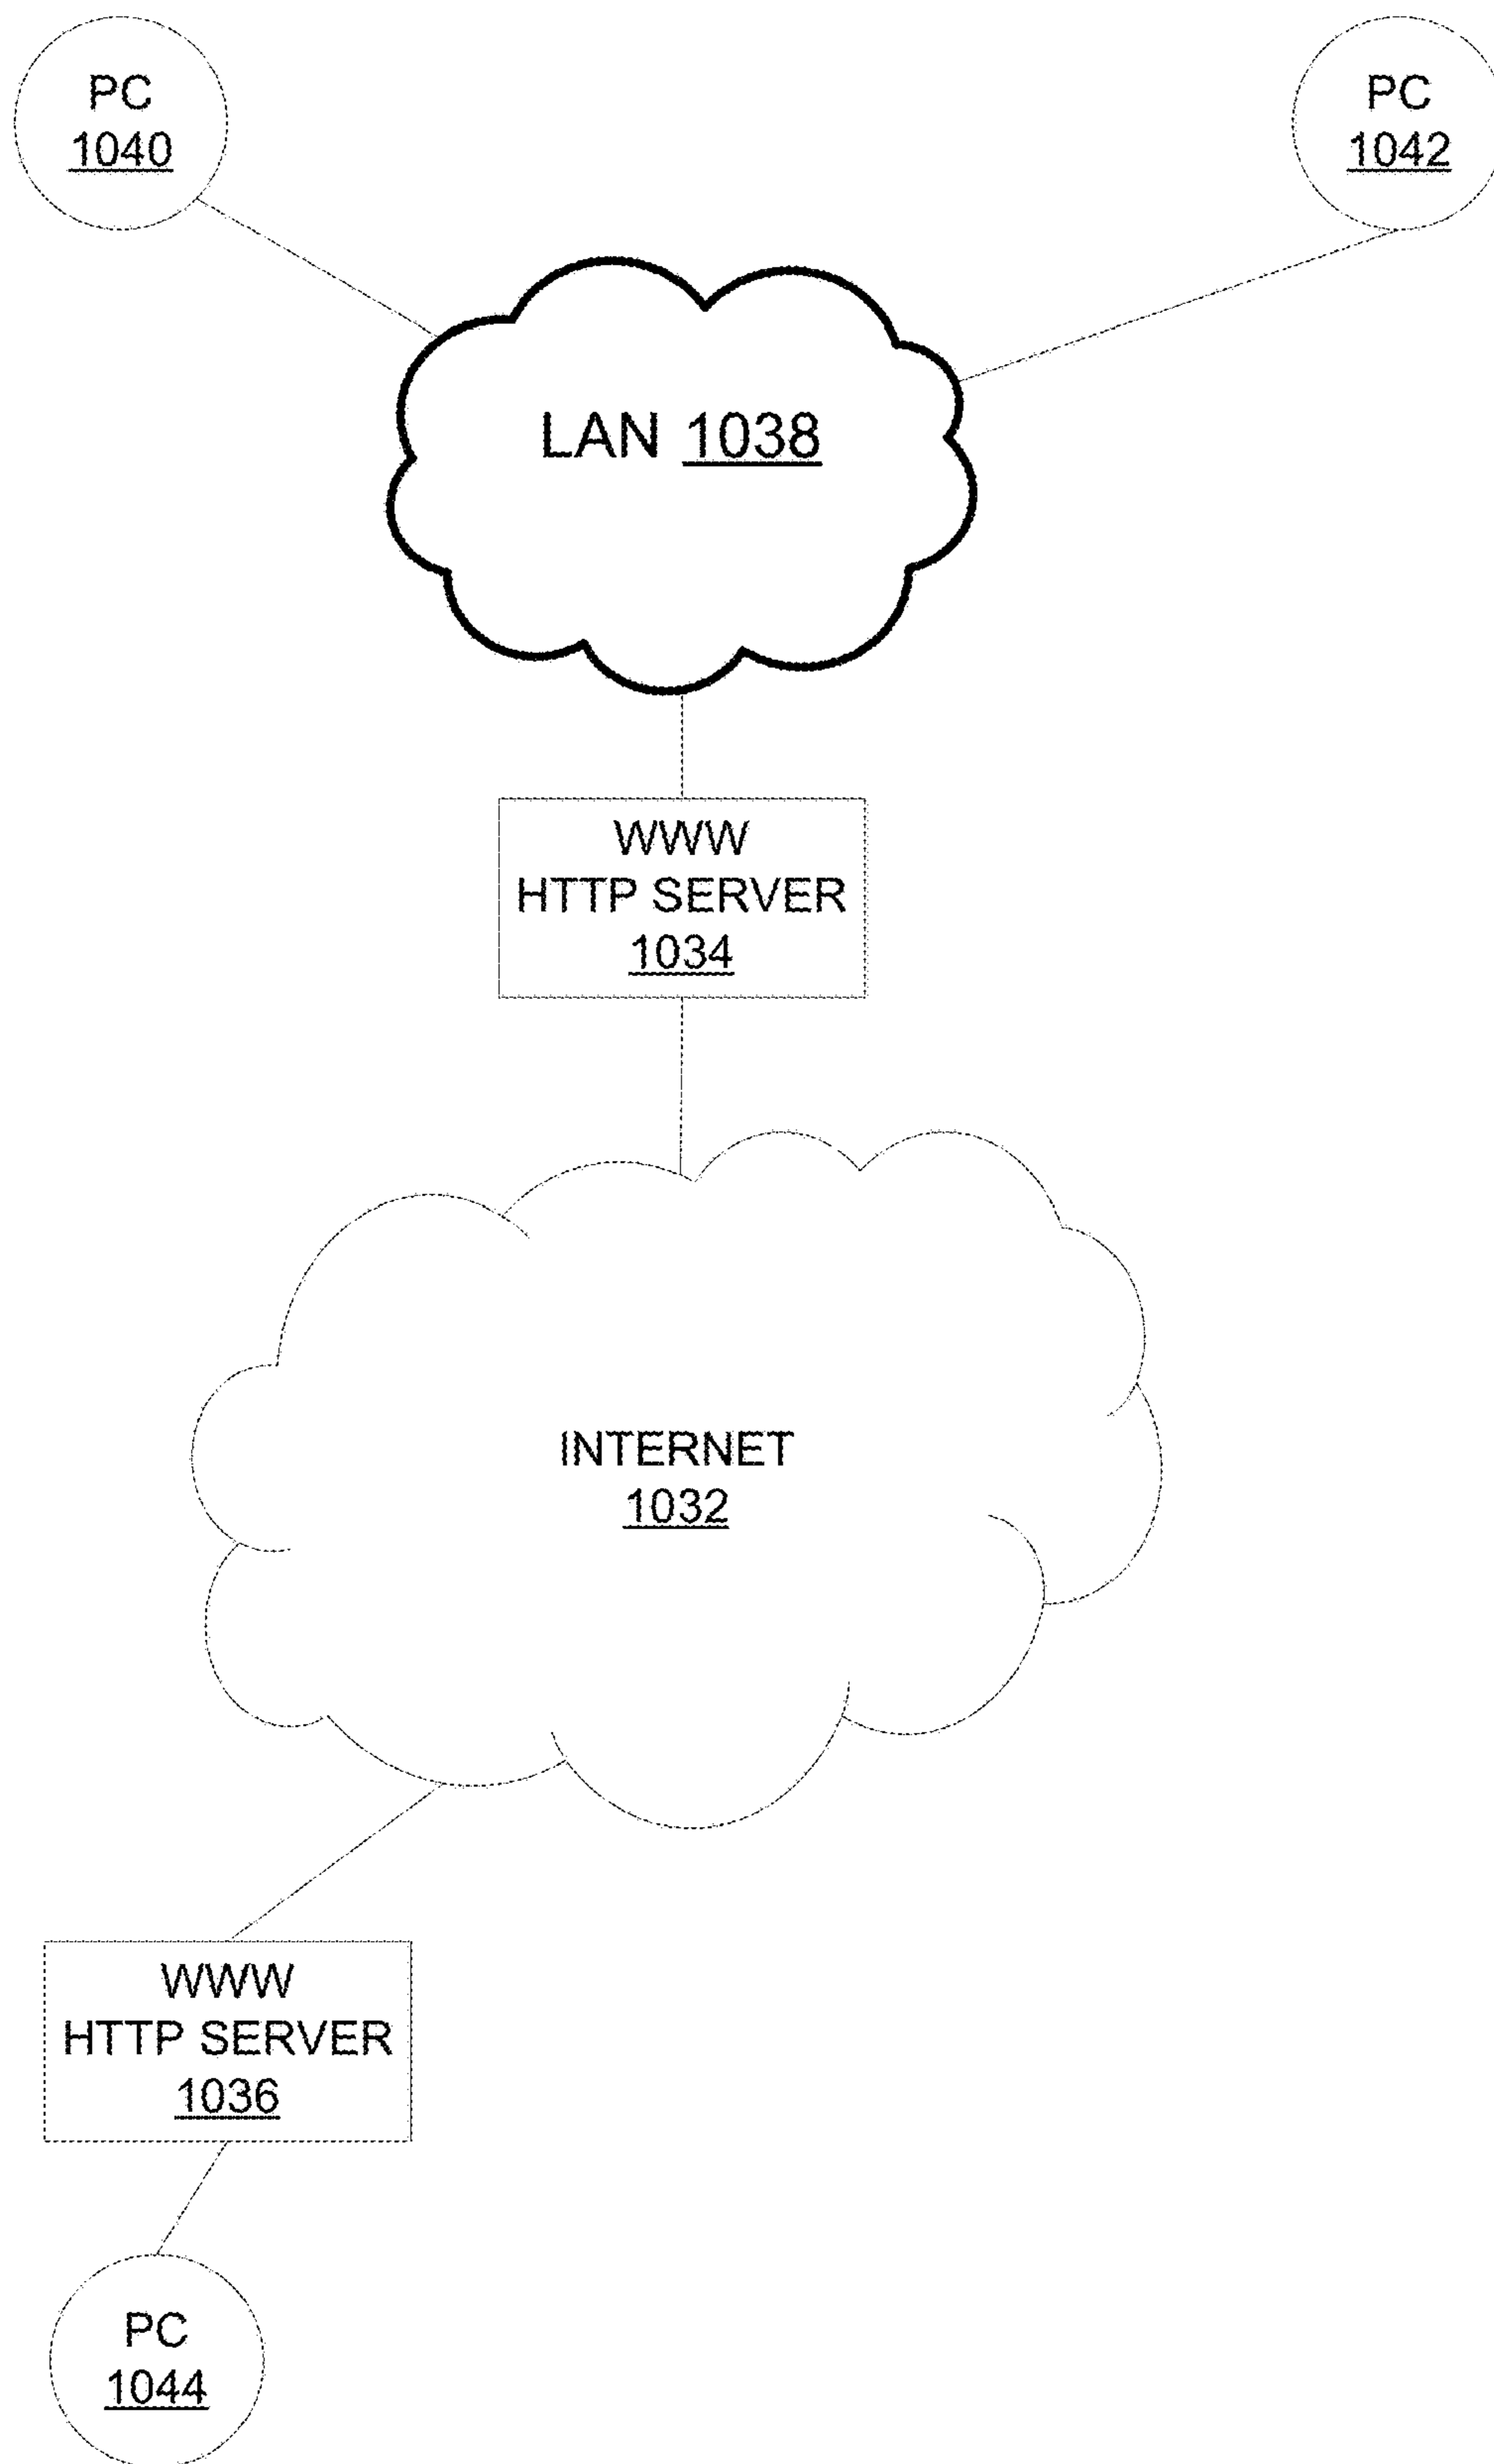 PC
1040
PC
1042
LAN 1038
WWW
HTTP SERVER
1034
INTERNET
1032
WWW
HTTP SERVER
1036
PC
1044